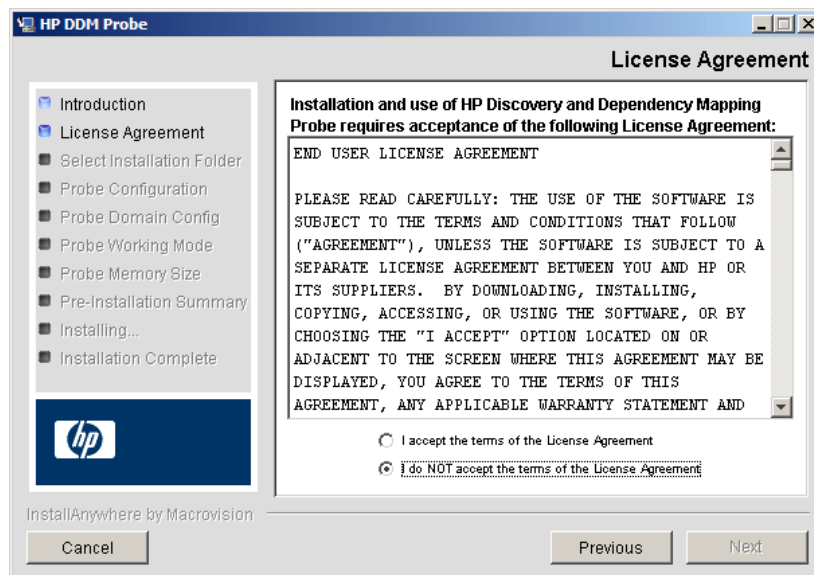 HP DDM Probe
License Agreement
Introduction
License Agreement
Select Installation Folder
Probe Configuration
Probe Domain Config
Probe Working Mode
Probe Memory Size
Pre-Installation Summary
Installing...
Installation Complete
hp
Installation and use of HP Discovery and Dependency Mapping
Probe requires acceptance of the following License Agreement:
END USER LICENSE AGREEMENT
PLEASE READ CAREFULLY: THE USE OF THE SOFTWARE IS
SUBJECT TO THE TERMS AND CONDITIONS THAT FOLLOW
("AGREEMENT"), UNLESS THE SOFTWARE IS SUBJECT TO A
SEPARATE LICENSE AGREEMENT BETWEEN YOU AND HP OR
ITS SUPPLIERS.  BY DOWNLOADING, INSTALLING,
COPYING, ACCESSING, OR USING THE SOFTWARE, OR BY
CHOOSING THE "I ACCEPT" OPTION LOCATED ON OR
ADJACENT TO THE SCREEN WHERE THIS AGREEMENT MAY BE
DISPLAYED, YOU AGREE TO THE TERMS OF THIS
AGREEMENT, ANY APPLICABLE WARRANTY STATEMENT AND
I accept the terms of the License Agreement
I do NOT accept the terms of the License Agreement
InstallAnywhere by Macrovision
Cancel
Previous
Next